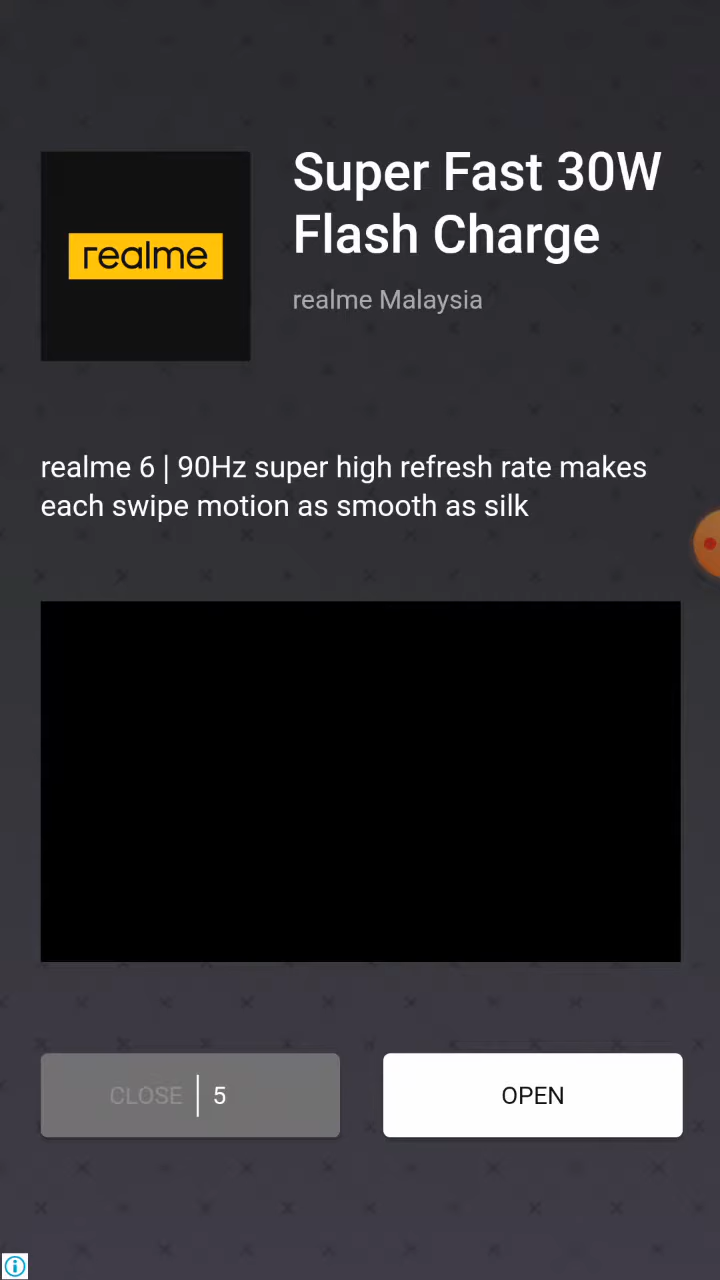 realme
Super Fast 30W
Flash Charge
realme Malaysia
realme 6 | 90Hz super high refresh rate makes
each swipe motion as smooth as silk
CLOSE | 5
OPEN